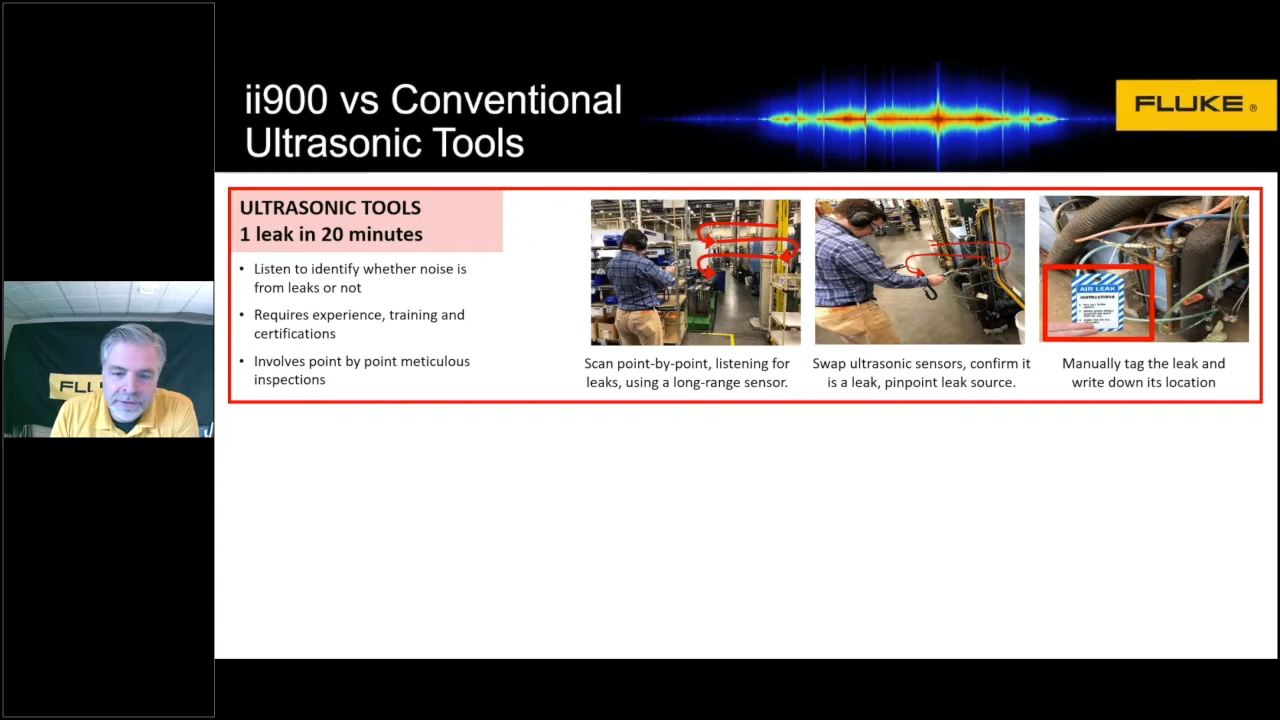 ii900 vs Conventional
Ultrasonic Tools
FLUKE ®
ULTRASONIC TOOLS
1 leak in 20 minutes
• Listen to identify whether noise is
from leaks or not
• Requires experience, training and
certifications
• Involves point by point meticulous
inspections
Scan point-by-point, listening for
leaks, using a long-range sensor.
Swap ultrasonic sensors, confirm it
is a leak, pinpoint leak source.
AIR LEAK
INSTRUCTIONS
Manually tag the leak and
write down its location
FLU